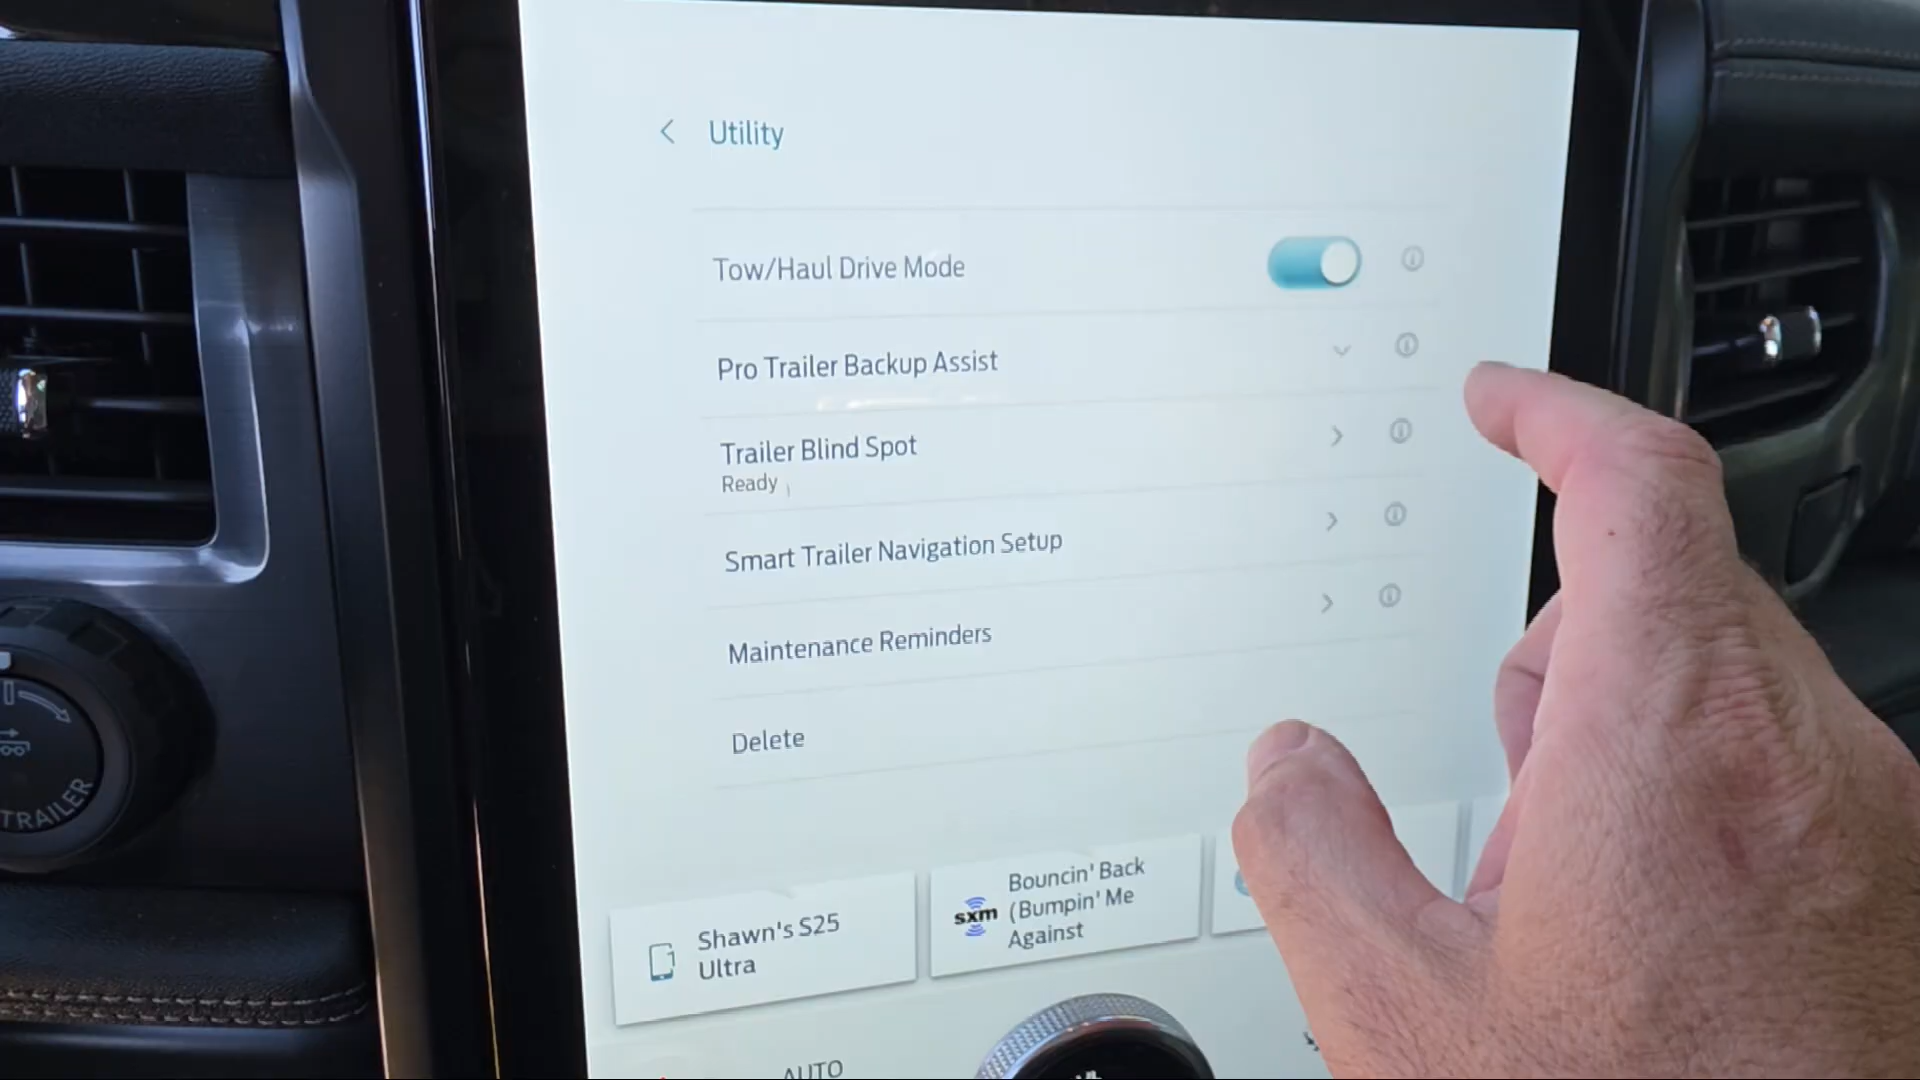 Utility
Tow/Haul Drive Mode
Pro Trailer Backup Assist
Trailer Blind Spot
Ready
Smart Trailer Navigation Setup
Maintenance Reminders
Delete
TRAILER
Shawn's S25
Ultra
sxm
Bouncin' Back
(Bumpin' Me
Against
AUTO